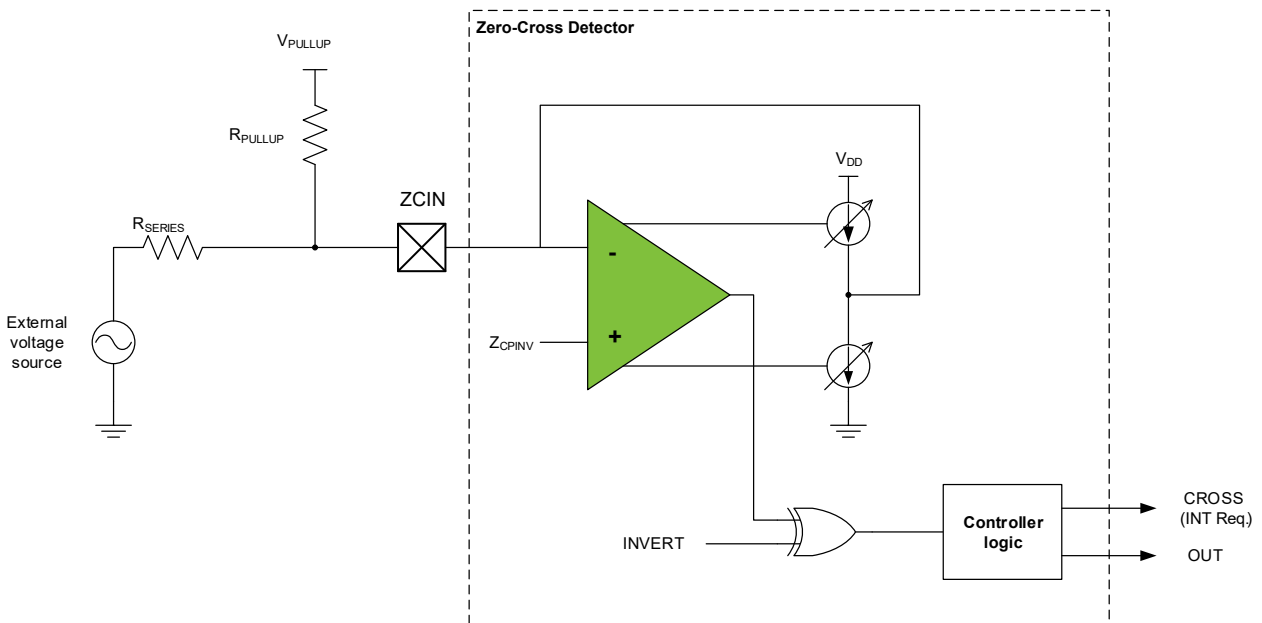 Zero-Cross Detector
VPULLUP
RPULLUP
VDD
ZCIN
RSERIES
-
External
voltage
source
+
ZCPINV
INVERT
Controller
logic
CROSS
(INT Req.)
OUT